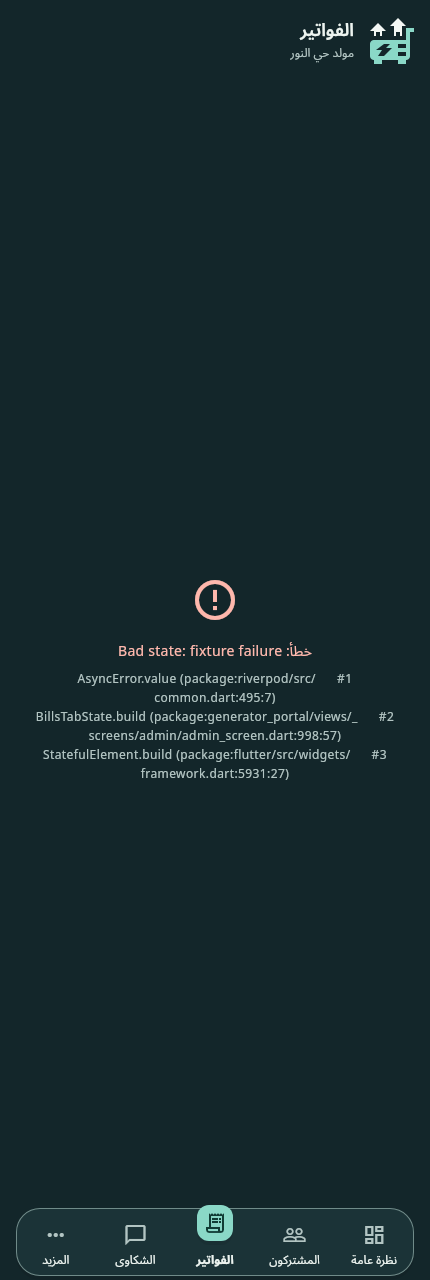 الفواتير
مولد حي النور
خطأ: Bad state: fixture failure
#1 AsyncError.value (package:riverpod/src/
common.dart:495:7)
#2 BillsTabState.build (package:generator_portal/views/_
screens/admin/admin_screen.dart:998:57)
#3 StatefulElement.build (package:flutter/src/widgets/
framework.dart:5931:27)
نظرة عامة
المشتركون
الفواتير
الشكاوى
المزيد